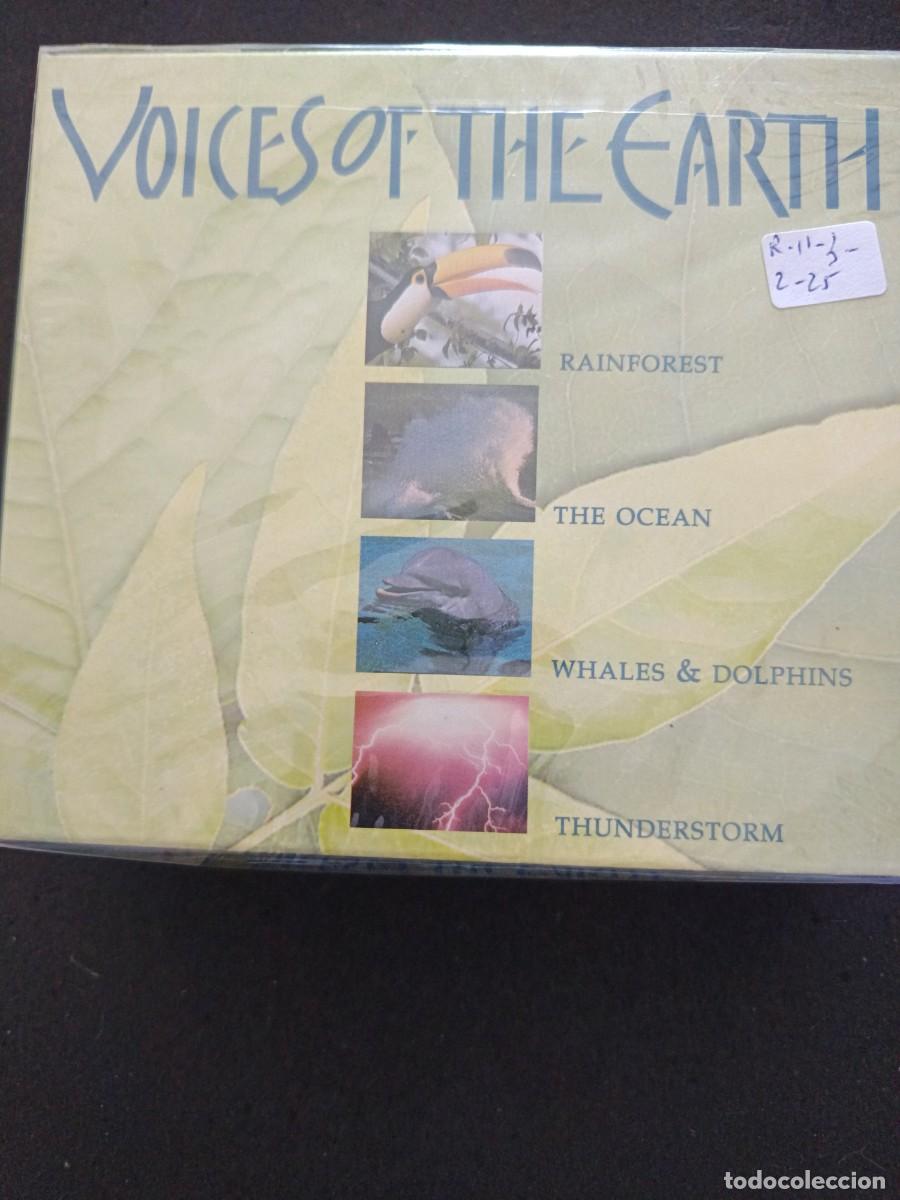 VOICES OF THE EARTH
R-11-3-
2-25
RAINFOREST
THE OCEAN
WHALES & DOLPHINS
THUNDERSTORM
todocoleccion